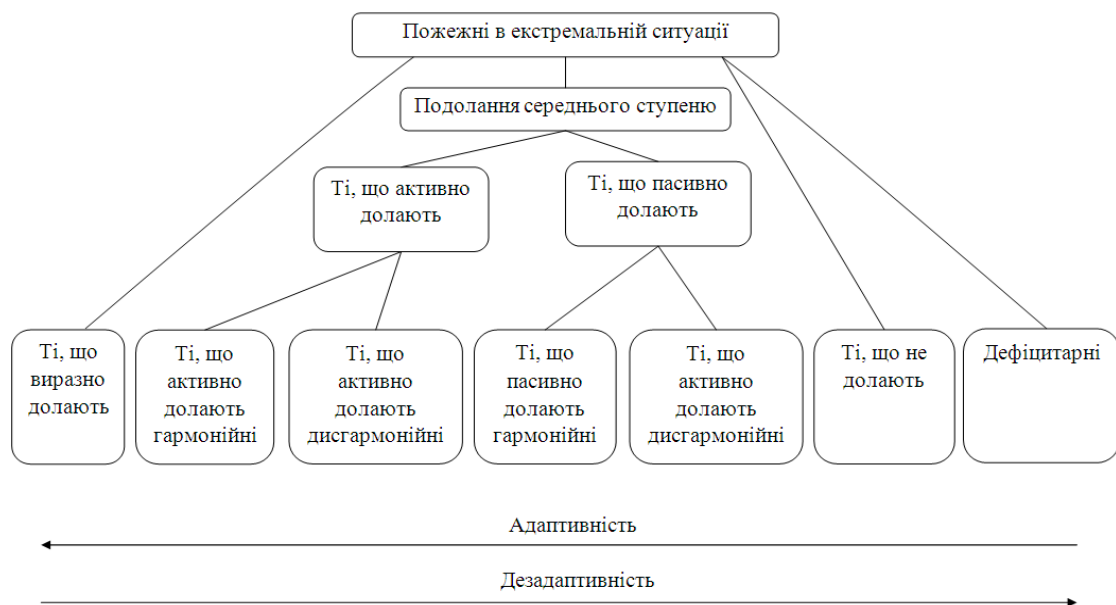 Пожежні в екстремальній ситуації
Подолання середнього ступеню
Ті, що активно
долають
Ті, що пасивно
долають
Ті, що
виразно
долають
Ті, що
активно
долають
гармонійні
Ті, що
активно
долають
дисгармонійні
Ті, що
пасивно
долають
гармонійні
Ті, що
активно
долають
дисгармонійні
Ті, що не
долають
Дефіцитарні
Адаптивність
Дезадаптивність